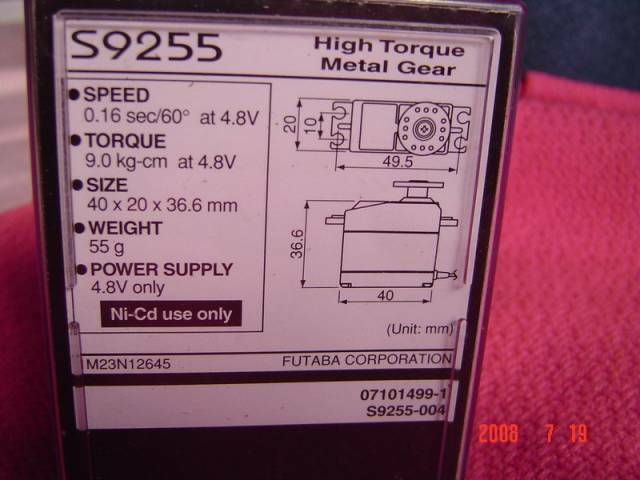 S9255
High Torque
Metal Gear
• SPEED
0.16 sec/60° at 4.8V
• TORQUE
9.0 kg-cm at 4.8V
• SIZE
40 x 20 x 36.6 mm
• WEIGHT
55 g
• POWER SUPPLY
4.8V only
Ni-Cd use only
20
10
49.5
36.6
40
(Unit: mm)
M23N12645
FUTABA CORPORATION
07101499-1
S9255-004
2008 7 19